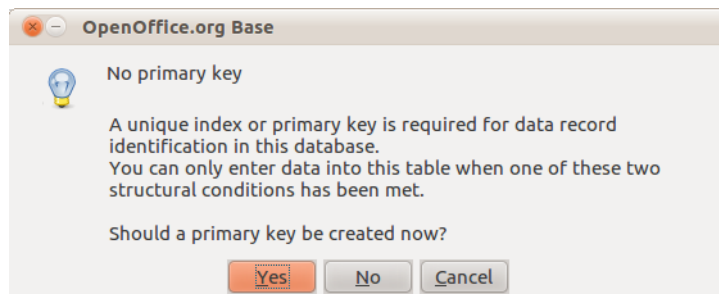 OpenOffice.org Base
No primary key
A unique index or primary key is required for data record
identification in this database.
You can only enter data into this table when one of these two
structural conditions has been met.
Should a primary key be created now?
Yes No Cancel